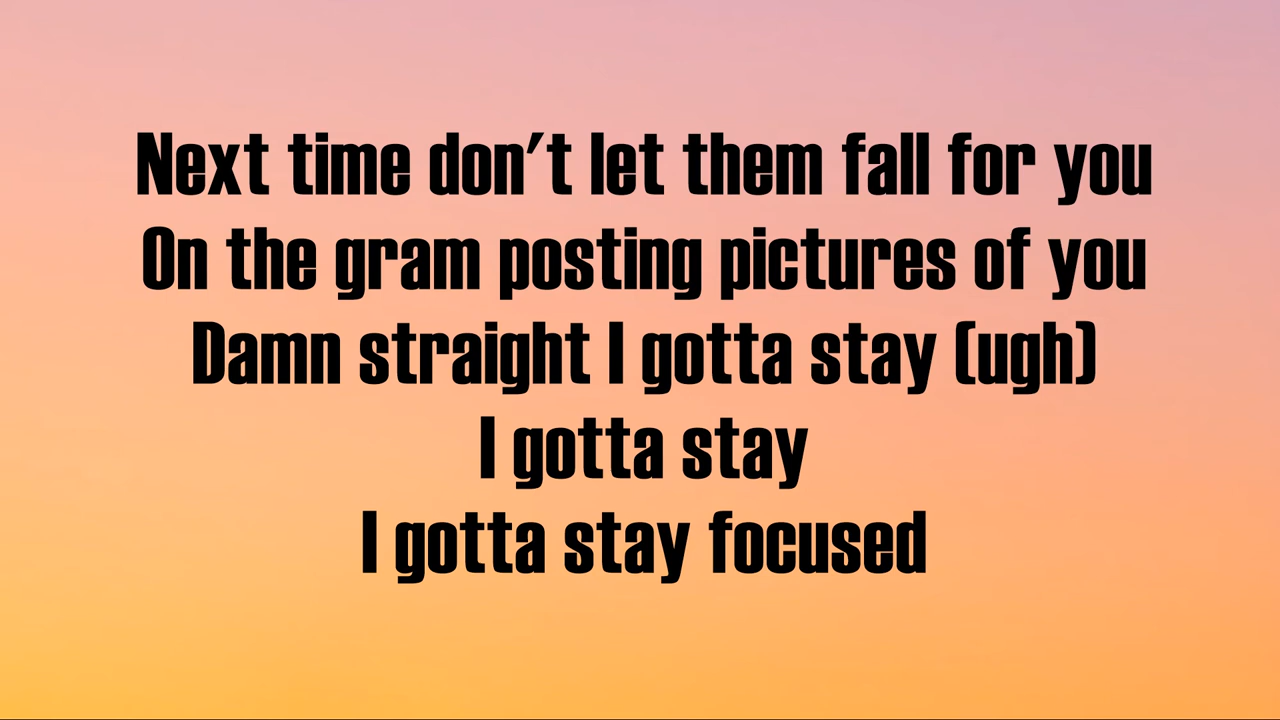 Next time don't let them fall for you
On the gram posting pictures of you
Damn straight I gotta stay (ugh)
I gotta stay
I gotta stay focused